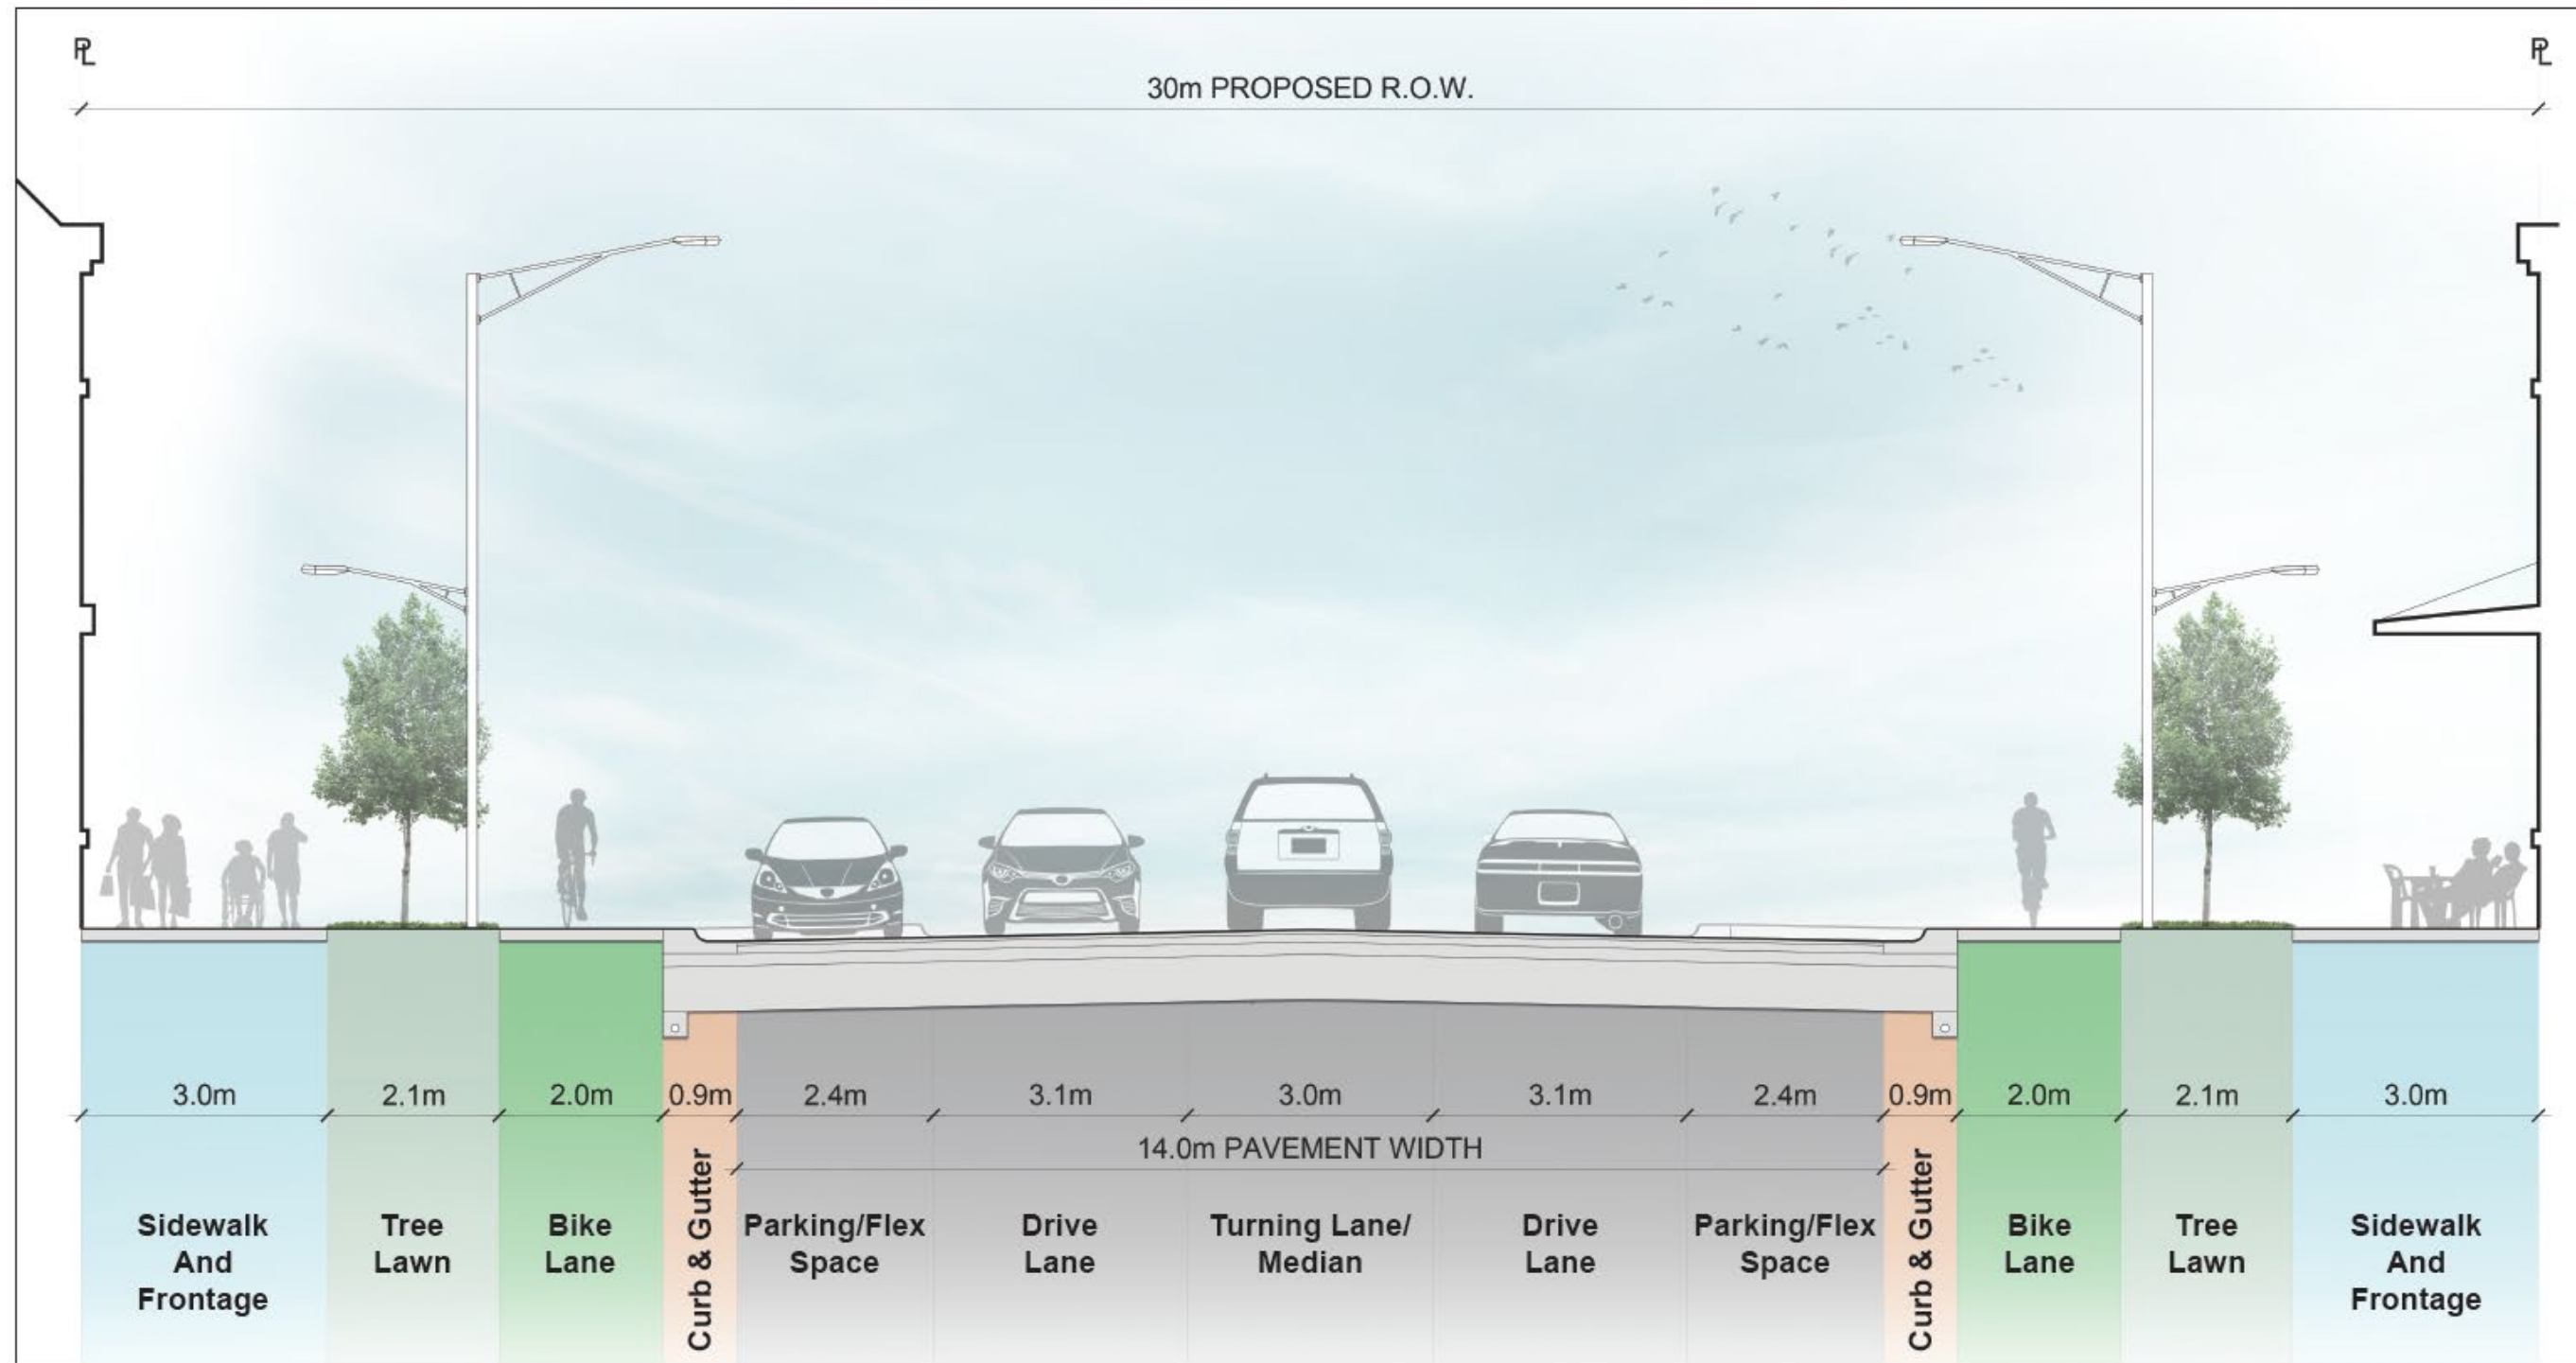 PL
PL
30m PROPOSED R.O.W.
3.0m
2.1m
2.0m
0.9m
2.4m
3.1m
3.0m
3.1m
2.4m
0.9m
2.0m
2.1m
3.0m
14.0m PAVEMENT WIDTH
Sidewalk
And
Frontage
Tree
Lawn
Bike
Lane
Curb & Gutter
Parking/Flex
Space
Drive
Lane
Turning Lane/
Median
Drive
Lane
Parking/Flex
Space
Curb & Gutter
Bike
Lane
Tree
Lawn
Sidewalk
And
Frontage